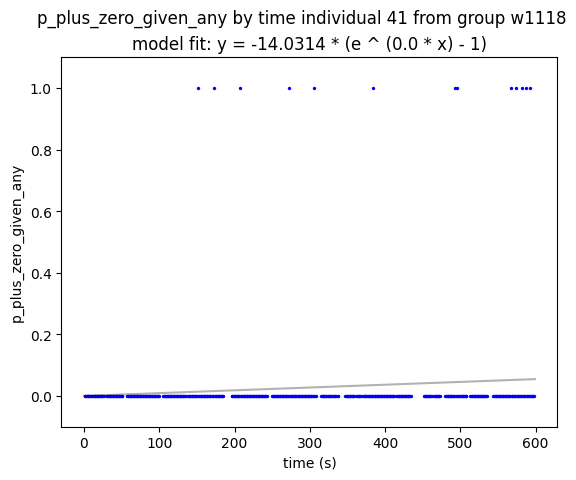 p_plus_zero_given_any by time individual 41 from group w1118
model fit: y = -14.0314 * (e ^ (0.0 * x) - 1)
p_plus_zero_given_any
1.0
0.8
0.6
0.4
0.2
0.0
0 100 200 300 400 500 600
time (s)